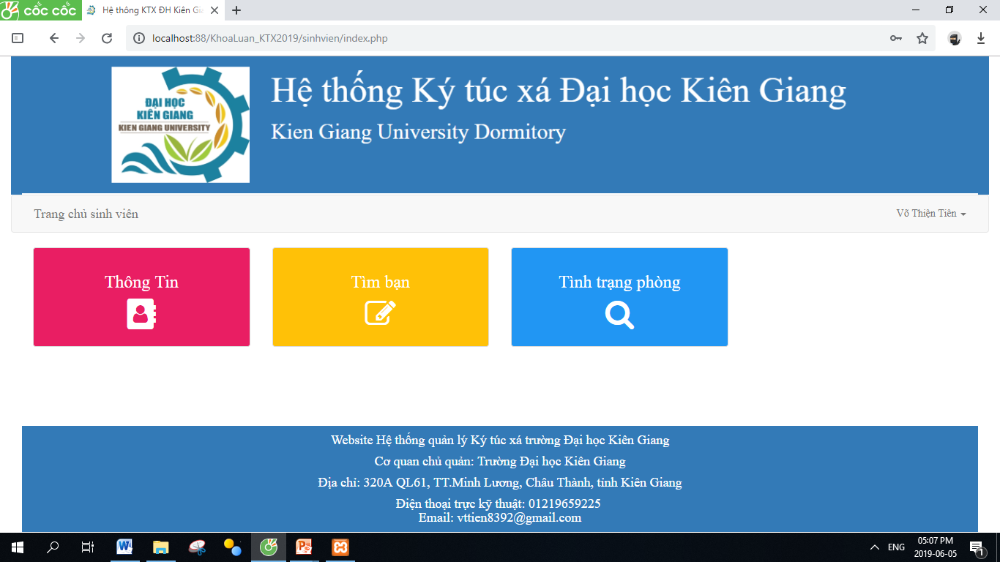 cốc cốc
Hệ thống KTX ĐH Kiên Gi
localhost:88/KhoaLuan_KTX2019/sinhvien/index.php
ĐẠI HỌC
KIÊN GIANG
KIEN GIANG UNIVERSITY
Hệ thống Ký túc xá Đại học Kiên Giang
Kien Giang University Dormitory
Trang chủ sinh viên
Võ Thiện Tiên
Thông Tin
Tìm bạn
Tình trạng phòng
Website Hệ thống quản lý Ký túc xá trường Đại học Kiên Giang
Cơ quan chủ quản: Trường Đại học Kiên Giang
Địa chỉ: 320A QL61, TT.Minh Lương, Châu Thành, tỉnh Kiên Giang
Điện thoại trực kỹ thuật: 01219659225
Email: vttien8392@gmail.com
ENG
05:07 PM
2019-06-05
1